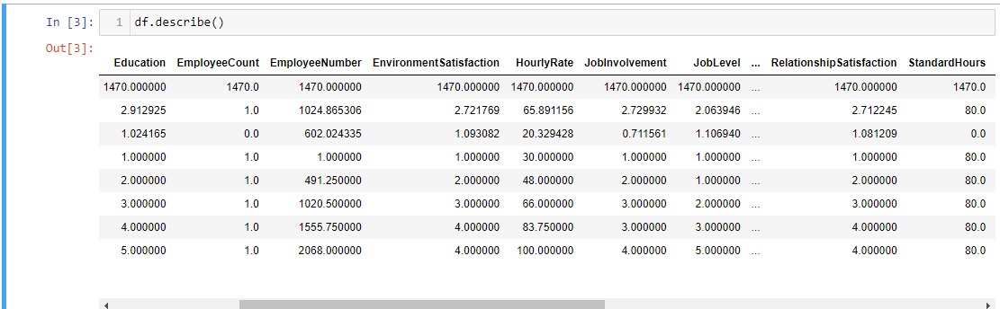 In [3]: 1 df.describe()
Out[3]:
Education EmployeeCount EmployeeNumber EnvironmentSatisfaction HourlyRate JobInvolvement JobLevel ... RelationshipSatisfaction StandardHours
1470.000000 1470.0 1470.000000 1470.000000 1470.000000 1470.000000 1470.000000 ... 1470.000000 1470.0
2.912925 1.0 1024.865306 2.721769 65.891156 2.729932 2.063946 ... 2.712245 80.0
1.024165 0.0 602.024335 1.093082 20.329428 0.711561 1.106940 ... 1.081209 0.0
1.000000 1.0 1.000000 1.000000 30.000000 1.000000 1.000000 ... 1.000000 80.0
2.000000 1.0 491.250000 2.000000 48.000000 2.000000 1.000000 ... 2.000000 80.0
3.000000 1.0 1020.500000 3.000000 66.000000 3.000000 2.000000 ... 3.000000 80.0
4.000000 1.0 1555.750000 4.000000 83.750000 3.000000 3.000000 ... 4.000000 80.0
5.000000 1.0 2068.000000 4.000000 100.000000 4.000000 5.000000 ... 4.000000 80.0